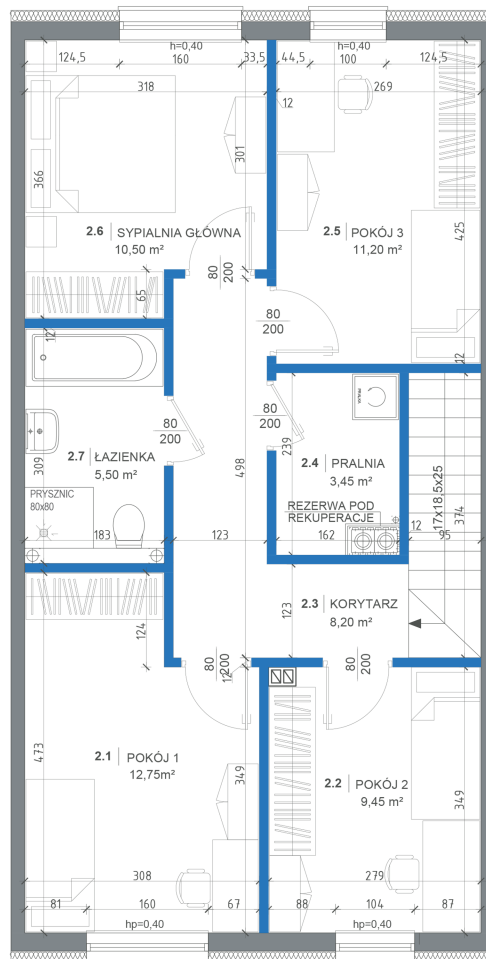 h=0,40
h=0,40
124,5
160
33,5
44,5
100
124,5
318
12
269
301
366
2.6 SYPIALNIA GŁÓWNA
10,50 m²
2.5 POKÓJ 3
11,20 m²
425
80
200
65
80
200
12
12
80
200
80
200
309
2.7 ŁAZIENKA
5,50 m²
239
2.4 PRALNIA
3,45 m²
498
17x18,5x25
374
PRYSZNIC
80x80
REZERWA POD
REKUPERACJE
183
123
162
12
95
123
2.3 KORYTARZ
8,20 m²
124
80
200
12
80
200
473
2.1 POKÓJ 1
12,75m²
349
2.2 POKÓJ 2
9,45 m²
349
308
279
81
160
67
88
104
87
hp=0,40
hp=0,40